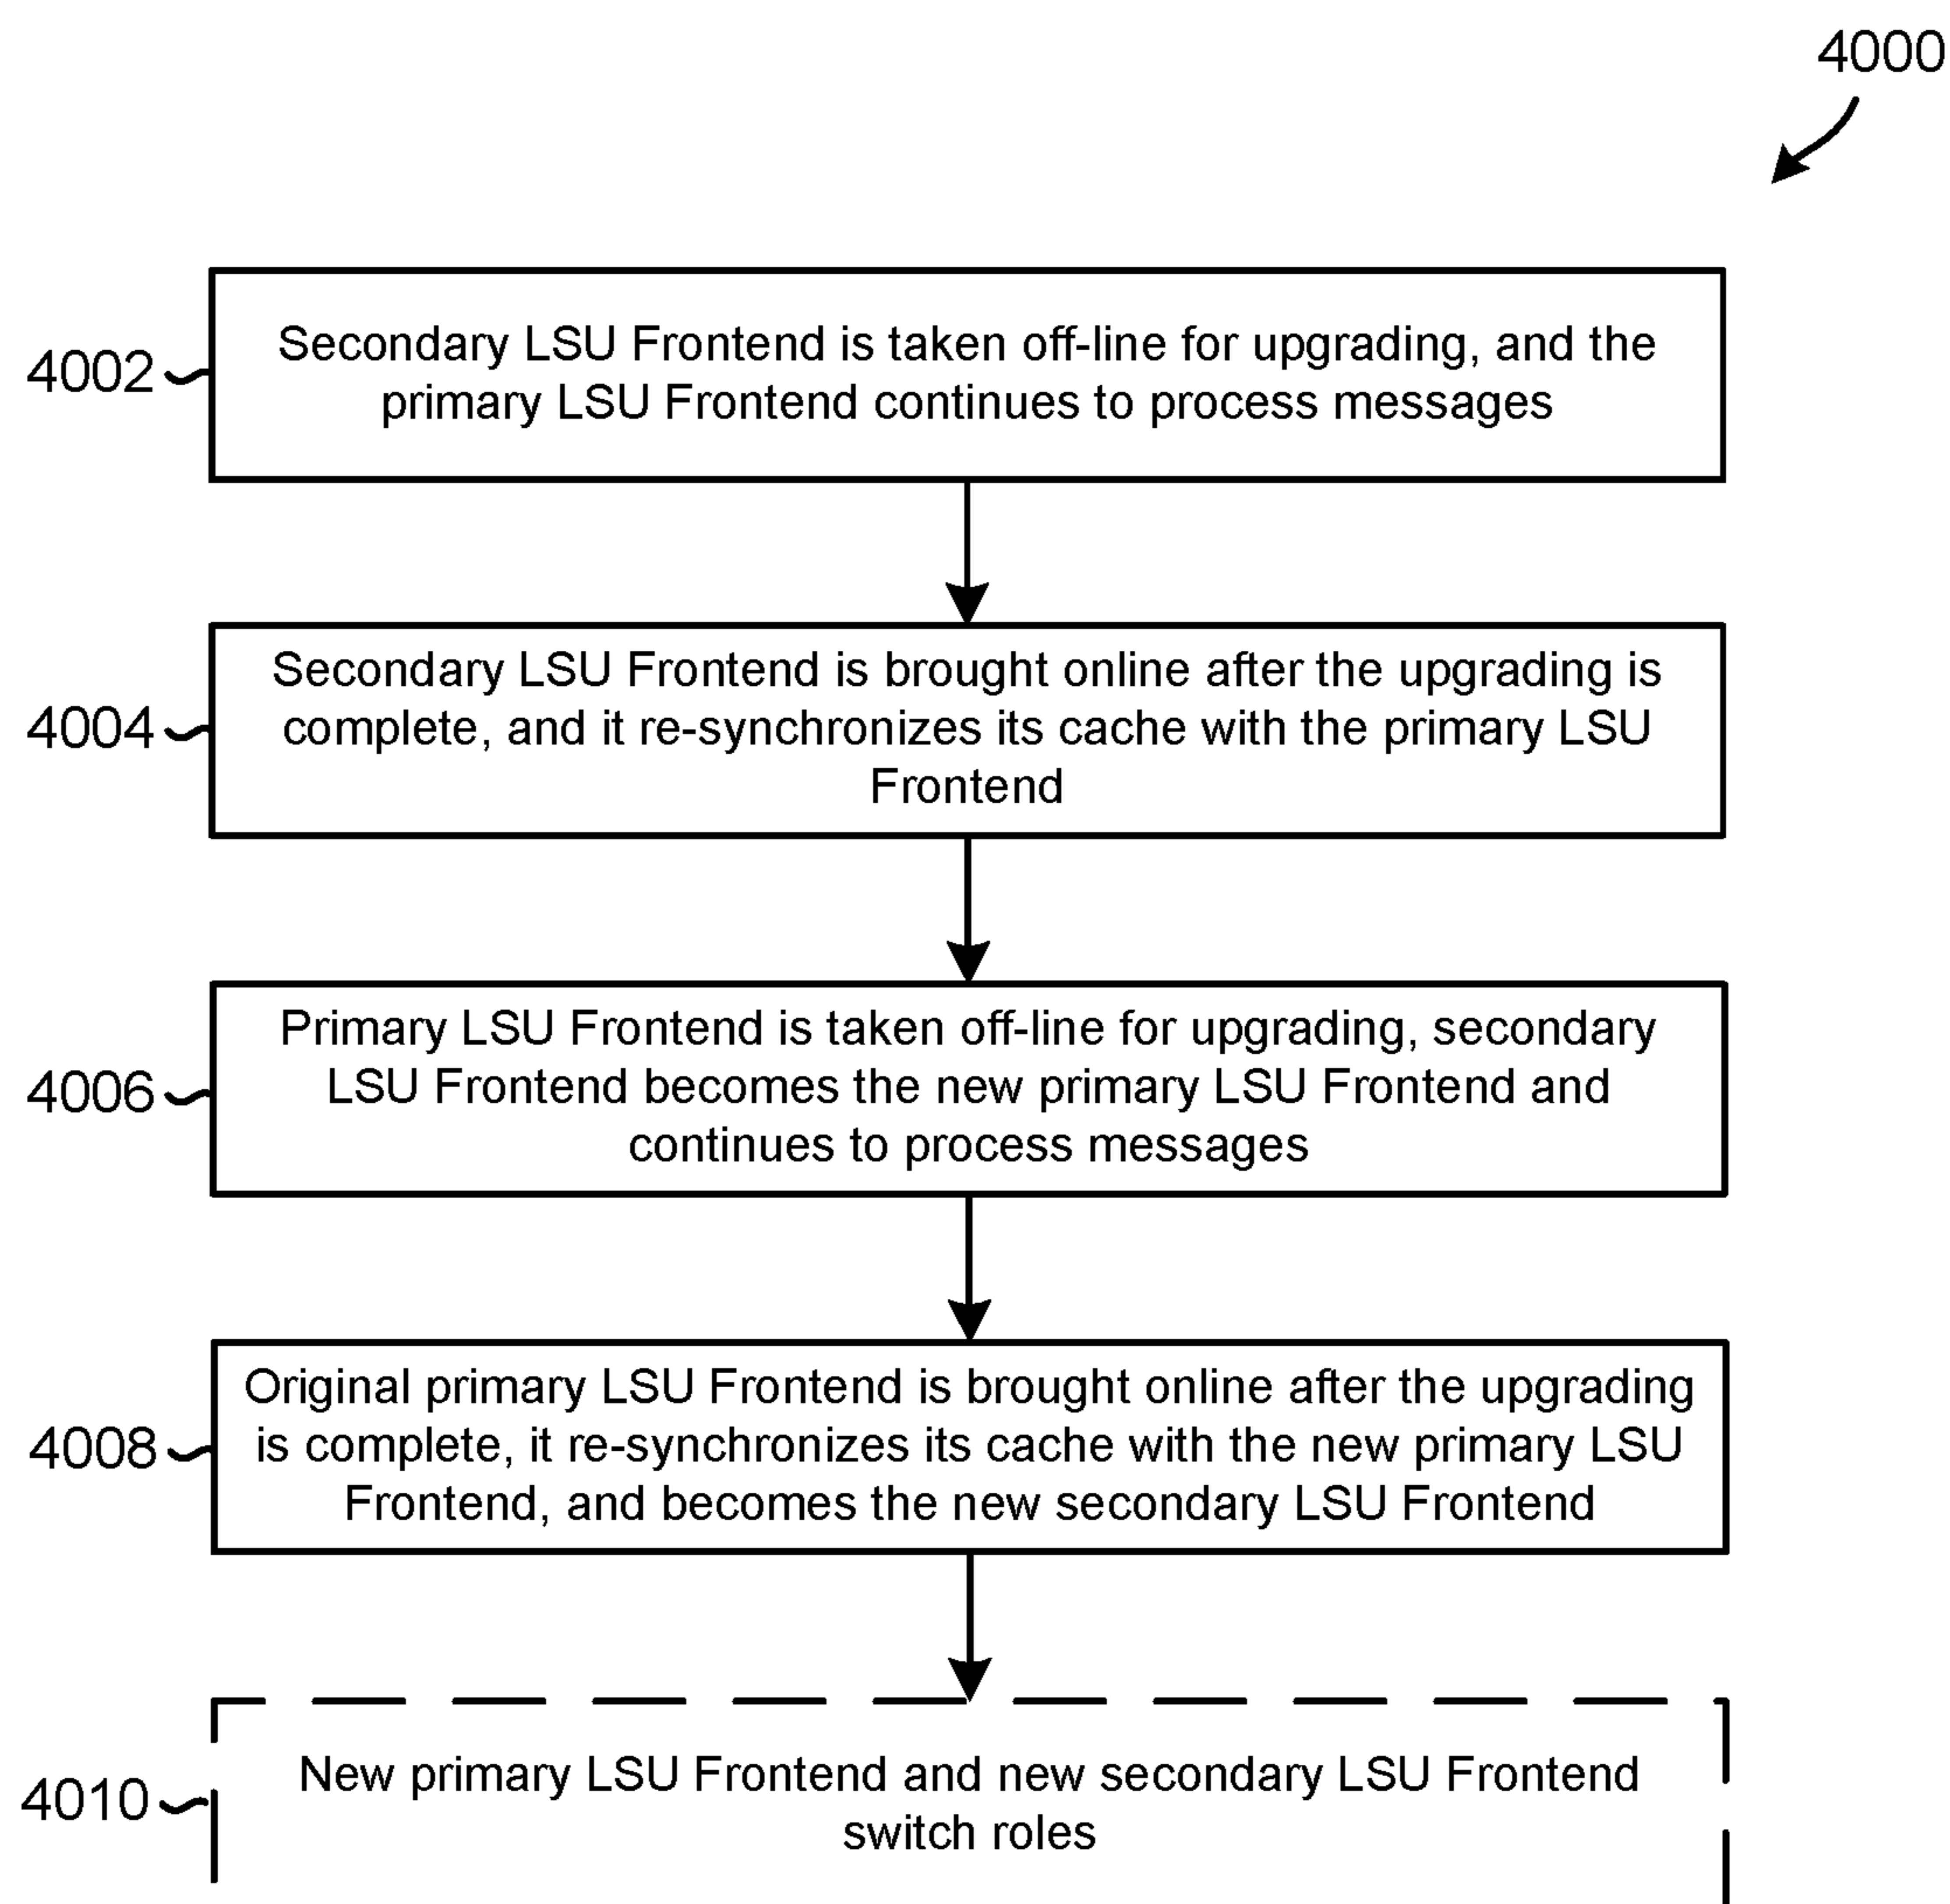 4000
4002
Secondary LSU Frontend is taken off-line for upgrading, and the
primary LSU Frontend continues to process messages
4004
Secondary LSU Frontend is brought online after the upgrading is
complete, and it re-synchronizes its cache with the primary LSU
Frontend
4006
Primary LSU Frontend is taken off-line for upgrading, secondary
LSU Frontend becomes the new primary LSU Frontend and
continues to process messages
4008
Original primary LSU Frontend is brought online after the upgrading
is complete, it re-synchronizes its cache with the new primary LSU
Frontend, and becomes the new secondary LSU Frontend
4010
New primary LSU Frontend and new secondary LSU Frontend
switch roles